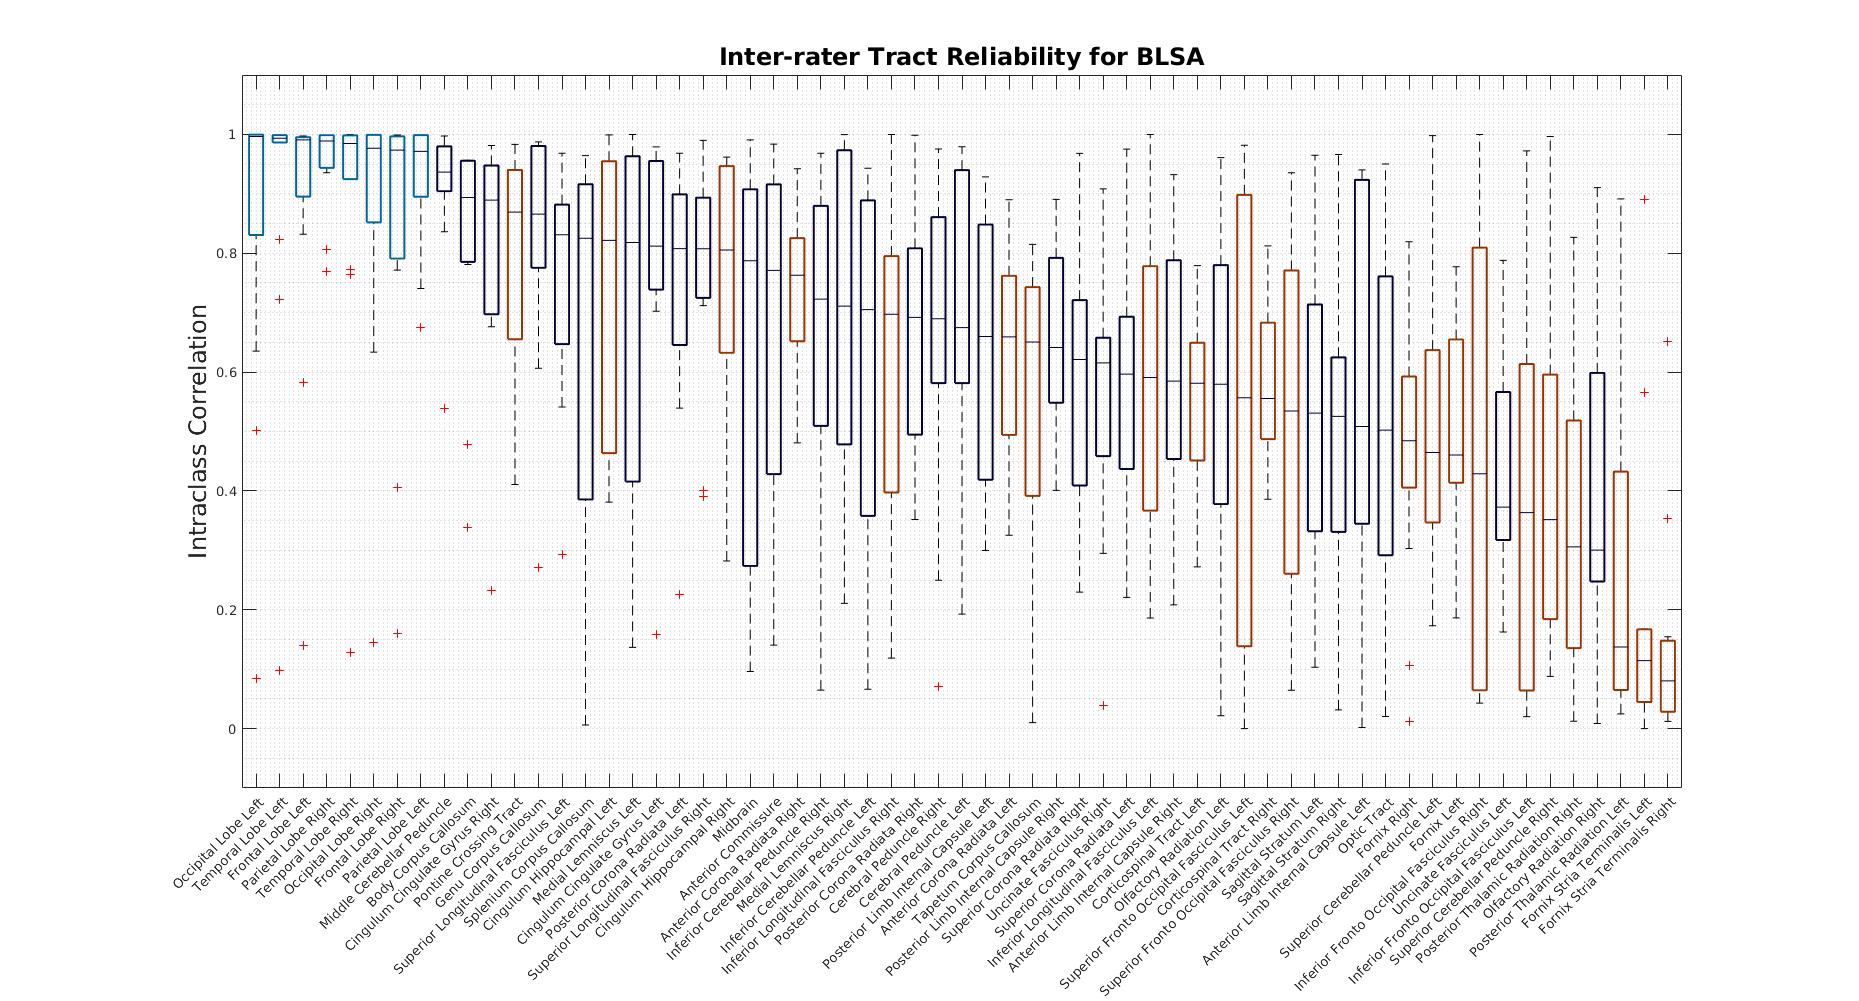 Inter-rater Tract Reliability for BLSA
Intraclass Correlation
1
0.8
0.6
0.4
0.2
0
Occipital Lobe Left
Temporal Lobe Left
Frontal Lobe Left
Parietal Lobe Right
Temporal Lobe Right
Occipital Lobe Right
Frontal Lobe Right
Parietal Lobe Left
Middle Cerebellar Peduncle
Body Corpus Callosum
Cingulum Cingulate Gyrus Right
Pontine Crossing Tract
Genu Corpus Callosum
Superior Longitudinal Fasciculus Left
Splenium Corpus Callosum
Cingulum Hippocampal Left
Medial Lemniscus Left
Cingulum Cingulate Gyrus Left
Posterior Corona Radiata Left
Superior Longitudinal Fasciculus Right
Cingulum Hippocampal Right
Midbrain
Anterior Commissure
Anterior Corona Radiata Right
Inferior Cerebellar Peduncle Right
Medial Lemniscus Right
Inferior Cerebellar Peduncle Left
Inferior Longitudinal Fasciculus Right
Posterior Corona Radiata Right
Cerebral Peduncle Right
Cerebral Peduncle Left
Posterior Limb Internal Capsule Left
Anterior Corona Radiata Left
Tapetum Corpus Callosum
Posterior Limb Internal Capsule Right
Superior Corona Radiata Right
Uncinate Fasciculus Right
Superior Corona Radiata Left
Inferior Longitudinal Fasciculus Left
Anterior Limb Internal Capsule Right
Corticospinal Tract Left
Olfactory Radiation Left
Superior Fronto Occipital Fasciculus Left
Corticospinal Tract Right
Superior Fronto Occipital Fasciculus Right
Sagittal Stratum Left
Sagittal Stratum Right
Anterior Limb Internal Capsule Left
Optic Tract
Fornix Right
Superior Cerebellar Peduncle Left
Fornix Left
Inferior Fronto Occipital Fasciculus Right
Uncinate Fasciculus Left
Inferior Fronto Occipital Fasciculus Left
Superior Cerebellar Peduncle Right
Posterior Thalamic Radiation Right
Olfactory Radiation Right
Posterior Thalamic Radiation Left
Fornix Stria Terminalis Left
Fornix Stria Terminalis Right